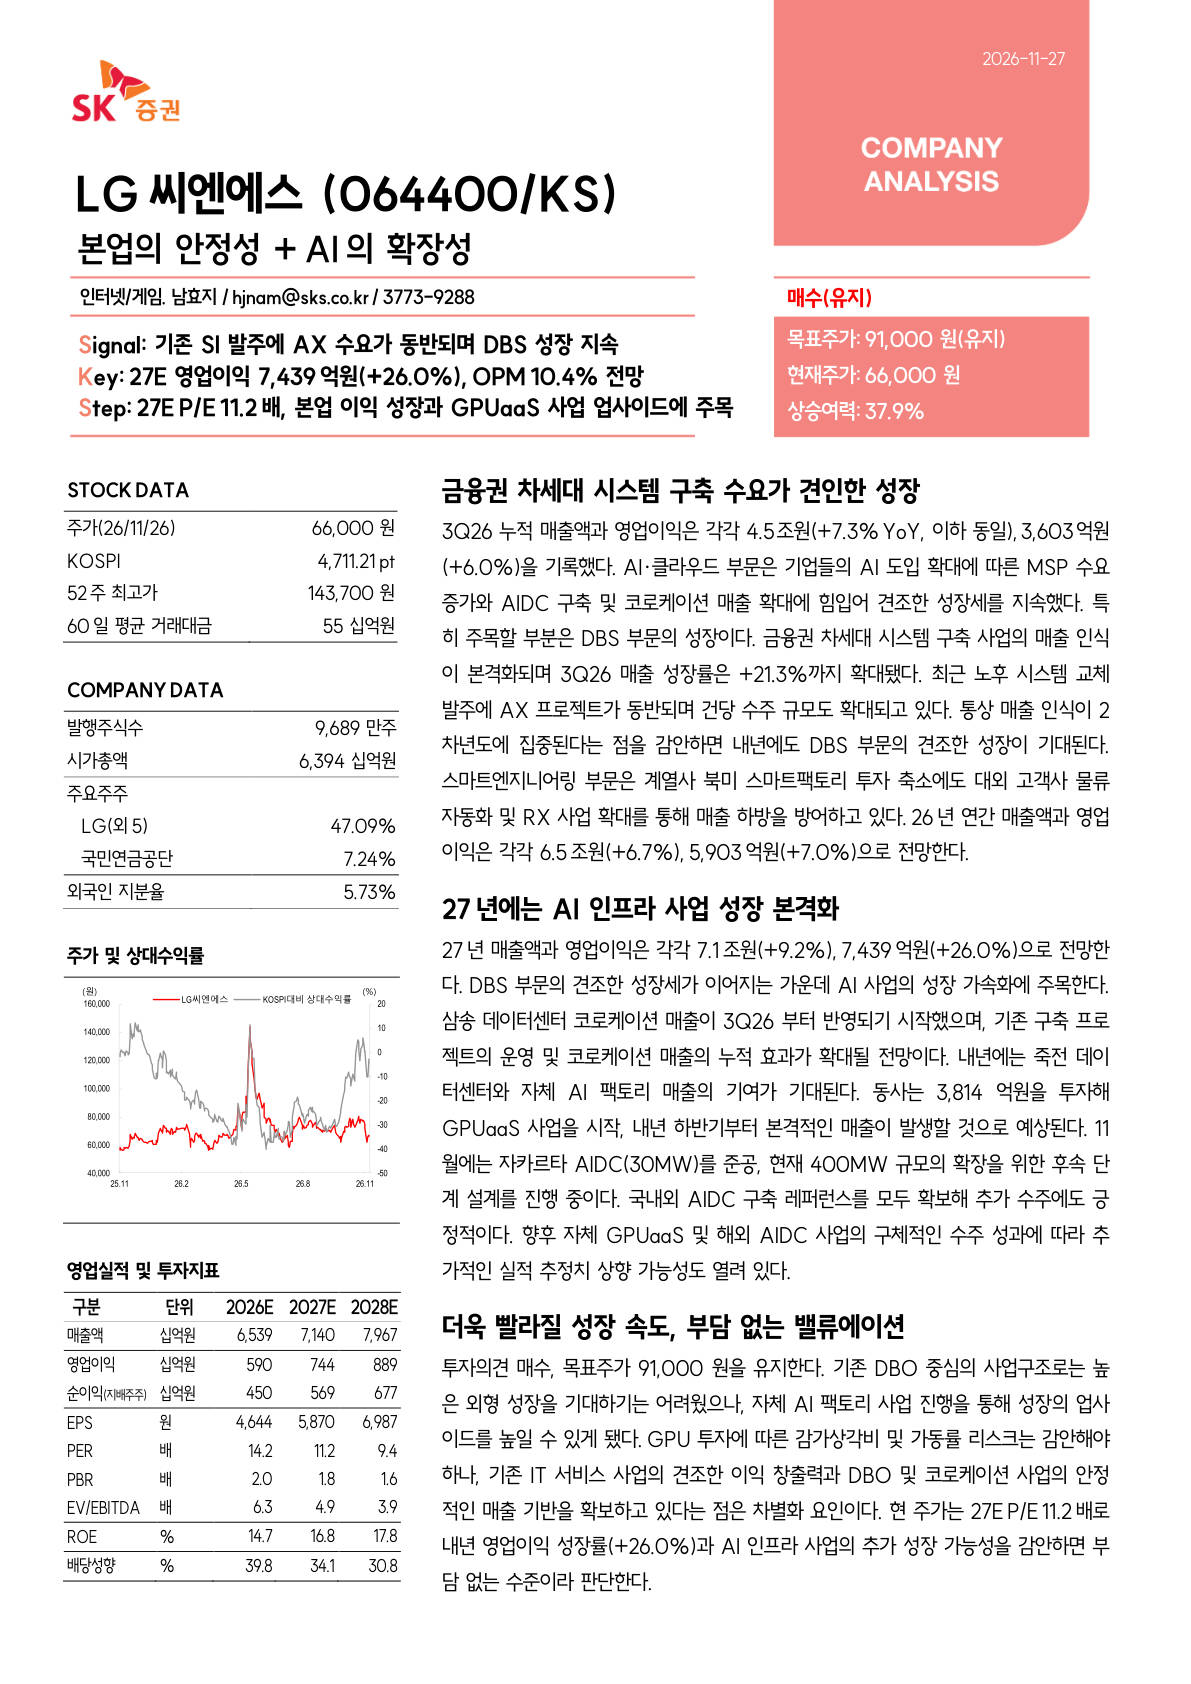 2026-11-27
SK증권
COMPANY
ANALYSIS
LG 씨엔에스 (064400/KS)
본업의 안정성 + AI의 확장성
인터넷/게임. 남효지 / hjnam@sks.co.kr / 3773-9288
Signal: 기존 SI 발주에 AX 수요가 동반되며 DBS 성장 지속
Key: 27E 영업이익 7,439억원(+26.0%), OPM 10.4% 전망
Step: 27E P/E 11.2배, 본업 이익 성장과 GPUaaS 사업 업사이드에 주목
매수(유지)
목표주가: 91,000 원(유지)
현재주가: 66,000 원
상승여력: 37.9%
STOCK DATA
주가(26/11/26) 66,000 원
KOSPI 4,711.21 pt
52주 최고가 143,700 원
60일 평균 거래대금 55 십억원
COMPANY DATA
발행주식수 9,689 만주
시가총액 6,394 십억원
주요주주
LG(외 5) 47.09%
국민연금공단 7.24%
외국인 지분율 5.73%
주가 및 상대수익률
(원) LG씨엔에스 KOSPI대비 상대수익률 (%)
160,000 20
140,000 10
120,000 0
100,000 -10
80,000 -20
60,000 -30
40,000 -40
-50
25.11 26.2 26.5 26.8 26.11
영업실적 및 투자지표
구분 단위 2026E 2027E 2028E
매출액 십억원 6,539 7,140 7,967
영업이익 십억원 590 744 889
순이익(지배주주) 십억원 450 569 677
EPS 원 4,644 5,870 6,987
PER 배 14.2 11.2 9.4
PBR 배 2.0 1.8 1.6
EV/EBITDA 배 6.3 4.9 3.9
ROE % 14.7 16.8 17.8
배당성향 % 39.8 34.1 30.8
금융권 차세대 시스템 구축 수요가 견인한 성장
3Q26 누적 매출액과 영업이익은 각각 4.5조원(+7.3% YoY, 이하 동일), 3,603억원
(+6.0%)을 기록했다. AI·클라우드 부문은 기업들의 AI 도입 확대에 따른 MSP 수요
증가와 AIDC 구축 및 코로케이션 매출 확대에 힘입어 견조한 성장세를 지속했다. 특
히 주목할 부분은 DBS 부문의 성장이다. 금융권 차세대 시스템 구축 사업의 매출 인식
이 본격화되며 3Q26 매출 성장률은 +21.3%까지 확대됐다. 최근 노후 시스템 교체
발주에 AX 프로젝트가 동반되며 건당 수주 규모도 확대되고 있다. 통상 매출 인식이 2
차년도에 집중된다는 점을 감안하면 내년에도 DBS 부문의 견조한 성장이 기대된다.
스마트엔지니어링 부문은 계열사 북미 스마트팩토리 투자 축소에도 대외 고객사 물류
자동화 및 RX 사업 확대를 통해 매출 하방을 방어하고 있다. 26년 연간 매출액과 영업
이익은 각각 6.5조원(+6.7%), 5,903억원(+7.0%)으로 전망한다.
27년에는 AI 인프라 사업 성장 본격화
27년 매출액과 영업이익은 각각 7.1조원(+9.2%), 7,439억원(+26.0%)으로 전망한
다. DBS 부문의 견조한 성장세가 이어지는 가운데 AI 사업의 성장 가속화에 주목한다.
삼송 데이터센터 코로케이션 매출이 3Q26 부터 반영되기 시작했으며, 기존 구축 프로
젝트의 운영 및 코로케이션 매출의 누적 효과가 확대될 전망이다. 내년에는 죽전 데이
터센터와 자체 AI 팩토리 매출의 기여가 기대된다. 동사는 3,814 억원을 투자해
GPUaaS 사업을 시작, 내년 하반기부터 본격적인 매출이 발생할 것으로 예상된다. 11
월에는 자카르타 AIDC(30MW)를 준공, 현재 400MW 규모의 확장을 위한 후속 단
계 설계를 진행 중이다. 국내외 AIDC 구축 레퍼런스를 모두 확보해 추가 수주에도 긍
정적이다. 향후 자체 GPUaaS 및 해외 AIDC 사업의 구체적인 수주 성과에 따라 추
가적인 실적 추정치 상향 가능성도 열려 있다.
더욱 빨라질 성장 속도, 부담 없는 밸류에이션
투자의견 매수, 목표주가 91,000 원을 유지한다. 기존 DBO 중심의 사업구조로는 높
은 외형 성장을 기대하기는 어려웠으나, 자체 AI 팩토리 사업 진행을 통해 성장의 업사
이드를 높일 수 있게 됐다. GPU 투자에 따른 감가상각비 및 가동률 리스크는 감안해야
하나, 기존 IT 서비스 사업의 견조한 이익 창출력과 DBO 및 코로케이션 사업의 안정
적인 매출 기반을 확보하고 있다는 점은 차별화 요인이다. 현 주가는 27E P/E 11.2배로
내년 영업이익 성장률(+26.0%)과 AI 인프라 사업의 추가 성장 가능성을 감안하면 부
담 없는 수준이라 판단한다.